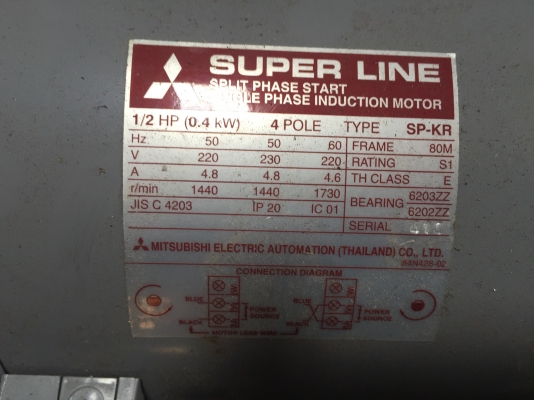 SUPER LINE
SPLIT PHASE START
PHASE INDUCTION MOTOR
1/2 HP (0.4 kW) 4 POLE TYPE SP-KR
Hz 50 50 60 FRAME 80M
V 220 230 220 RATING S1
A 4.8 4.8 4.6 TH CLASS E
r/min 1440 1440 1730 BEARING 6203ZZ
6202ZZ
JIS C 4203 IP 20 IC 01
SERIAL
MITSUBISHI ELECTRIC AUTOMATION (THAILAND) CO., LTD.
CONNECTION DIAGRAM
BLUE POWER SOURCE BLUE POWER SOURCE
BLACK MOTOR LEAD WIRE BLACK